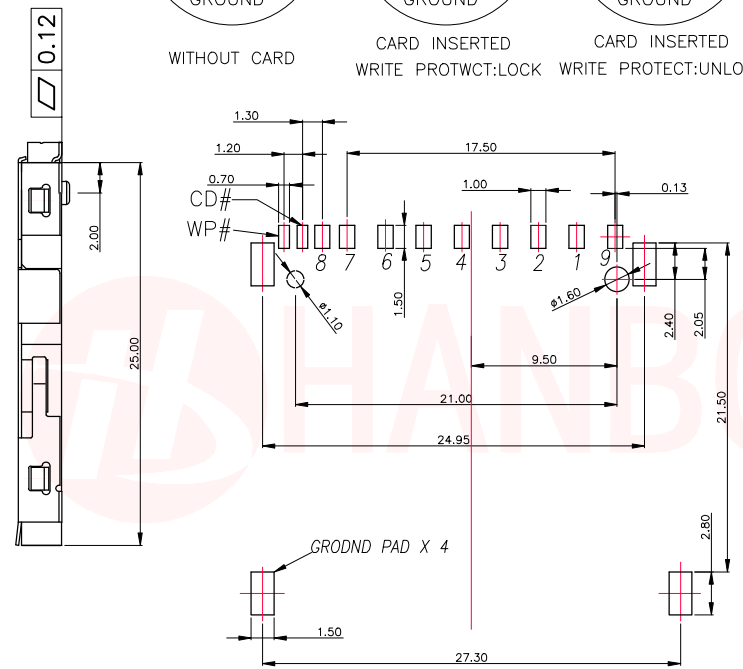 GROUND
GROUND
GROUND
WITHOUT CARD
CARD INSERTED
WRITE PROTWCT:LOCK
CARD INSERTED
WRITE PROTECT:UNLO
0.12
1.30
1.20
0.70
17.50
1.00
0.13
CD#
WP#
8 7 6 5 4 3 2 1 9
2.00
25.00
1.50
ø1.10
ø1.60
2.40
2.05
9.50
21.00
24.95
21.50
HANBO
GRODND PAD X 4
2.80
1.50
27.30